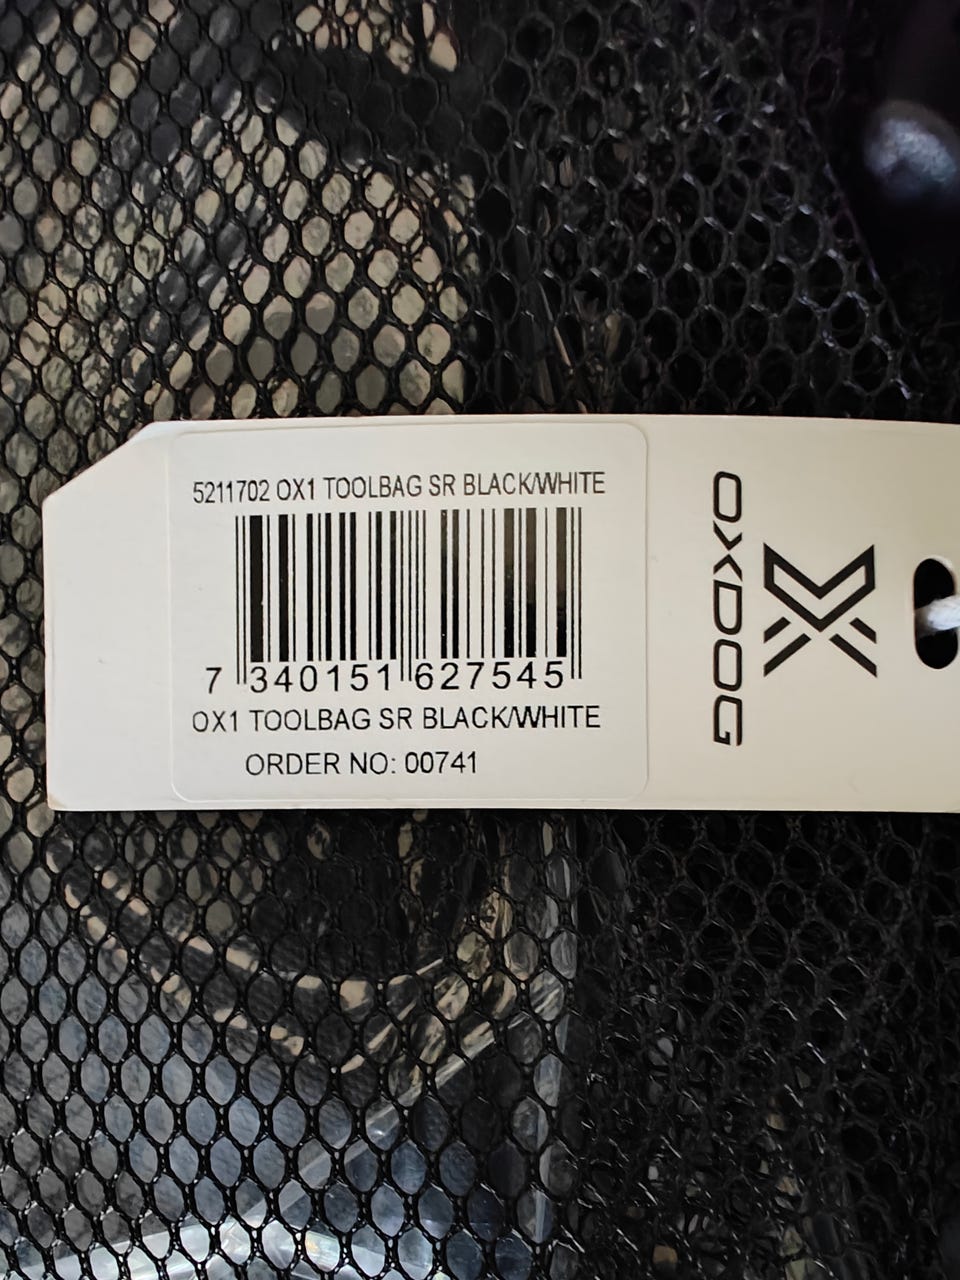 5211702 OX1 TOOLBAG SR BLACK/WHITE
7 340151 627545
OX1 TOOLBAG SR BLACK/WHITE
ORDER NO: 00741
OXDOG